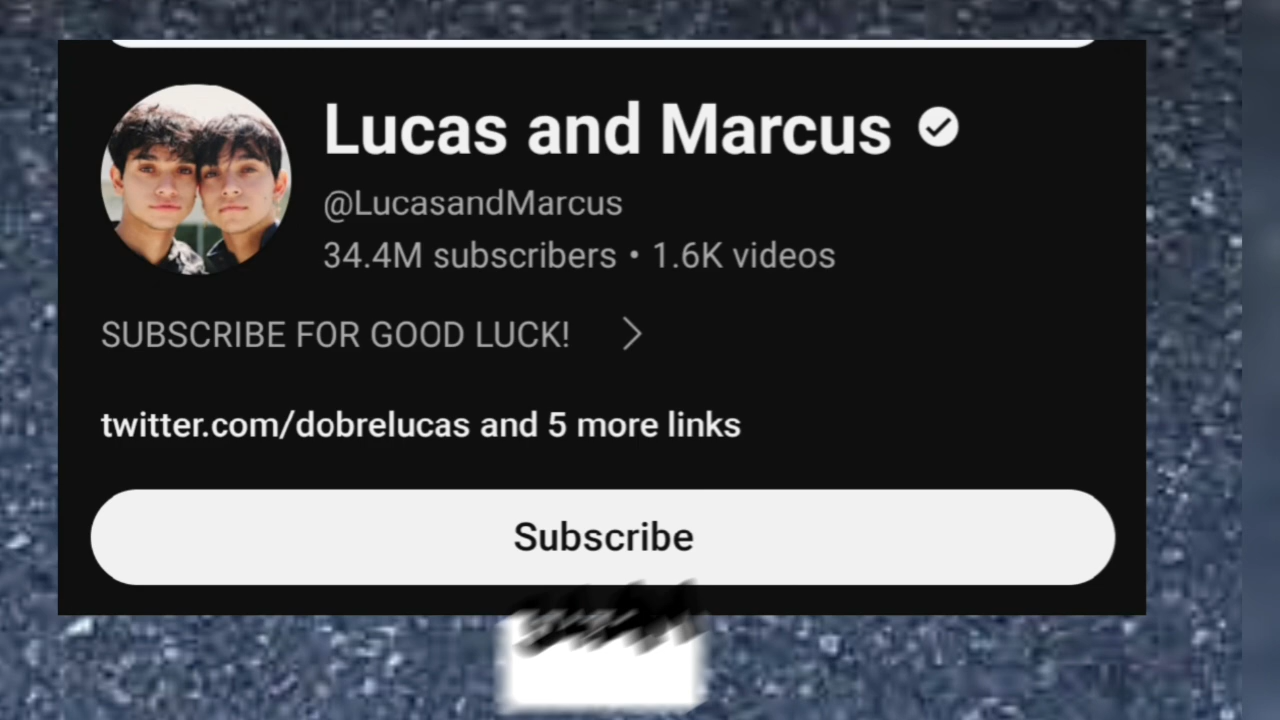 Lucas and Marcus
@LucasandMarcus
34.4M subscribers • 1.6K videos
SUBSCRIBE FOR GOOD LUCK!
twitter.com/dobrelucas and 5 more links
Subscribe